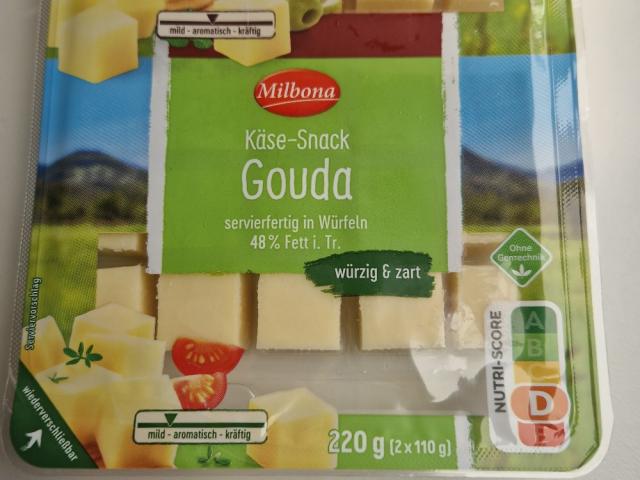 mild - aromatisch - kräftig
Milbona
Käse-Snack
Gouda
servierfertig in Würfeln
48% Fett i. Tr.
würzig & zart
Ohne
Gentechnik
Serviervorschlag
NUTRI-SCORE
A
B
C
D
E
wiederverschließbar
mild - aromatisch - kräftig
220 g (2 x 110 g)